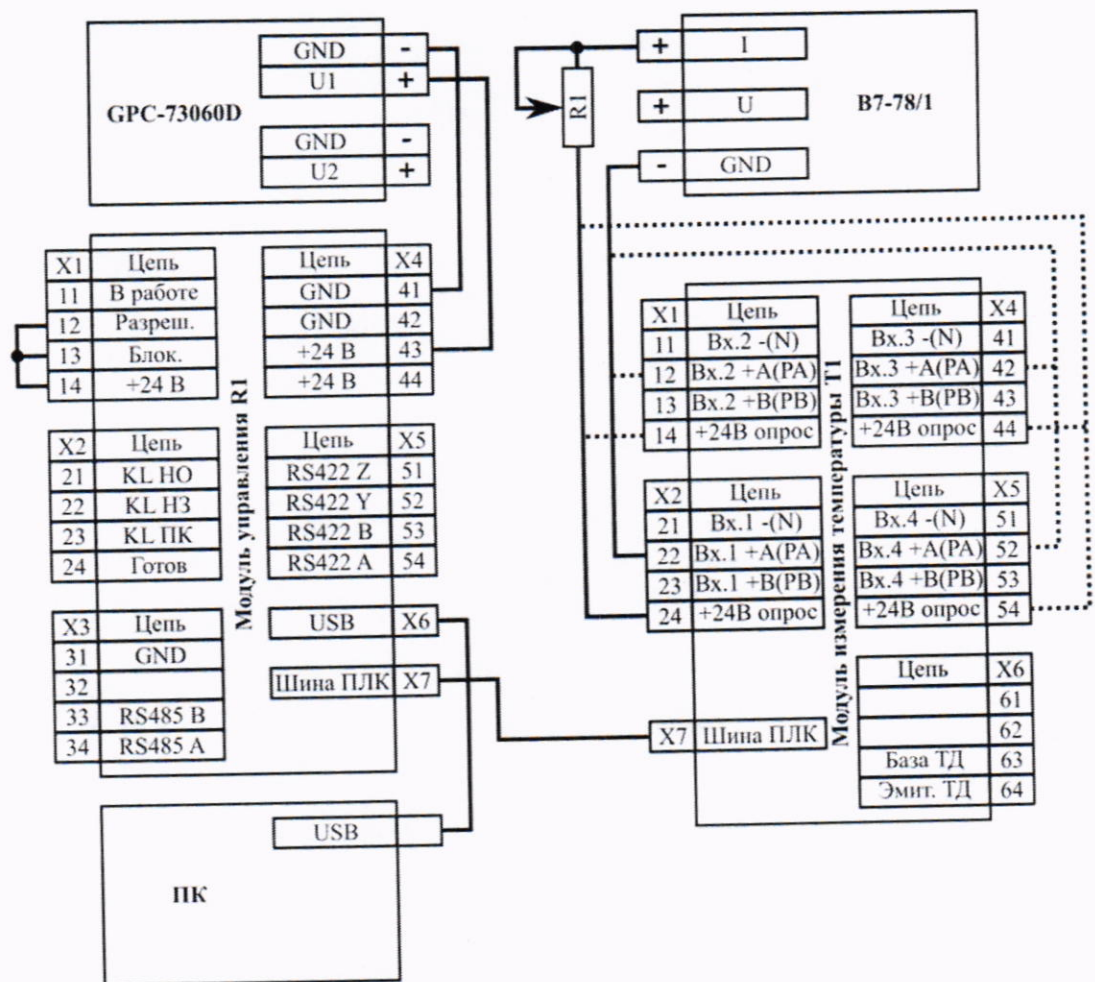 GPC-73060D
GND -
U1 +
GND -
U2 +
+ I
+ U
- GND
В7-78/1
R1
X1 Цепь
11 В работе
12 Разреш.
13 Блок.
14 +24 В
X2 Цепь
21 KL НО
22 KL НЗ
23 KL ПК
24 Готов
X3 Цепь
31 GND
32
33 RS485 B
34 RS485 A
Модуль управления R1
Цепь X4
GND 41
GND 42
+24 В 43
+24 В 44
Цепь X5
RS422 Z 51
RS422 Y 52
RS422 B 53
RS422 A 54
USB X6
Шина ПЛК X7
X1 Цепь
11 Вх.2 -(N)
12 Вх.2 +A(PA)
13 Вх.2 +B(PB)
14 +24В опрос
X2 Цепь
21 Вх.1 -(N)
22 Вх.1 +A(PA)
23 Вх.1 +B(PB)
24 +24В опрос
X7 Шина ПЛК
Модуль измерения температуры T1
Цепь X4
Вх.3 -(N) 41
Вх.3 +A(PA) 42
Вх.3 +B(PB) 43
+24В опрос 44
Цепь X5
Вх.4 -(N) 51
Вх.4 +A(PA) 52
Вх.4 +B(PB) 53
+24В опрос 54
Цепь X6
61
62
База ТД 63
Эмит. ТД 64
USB
ПК